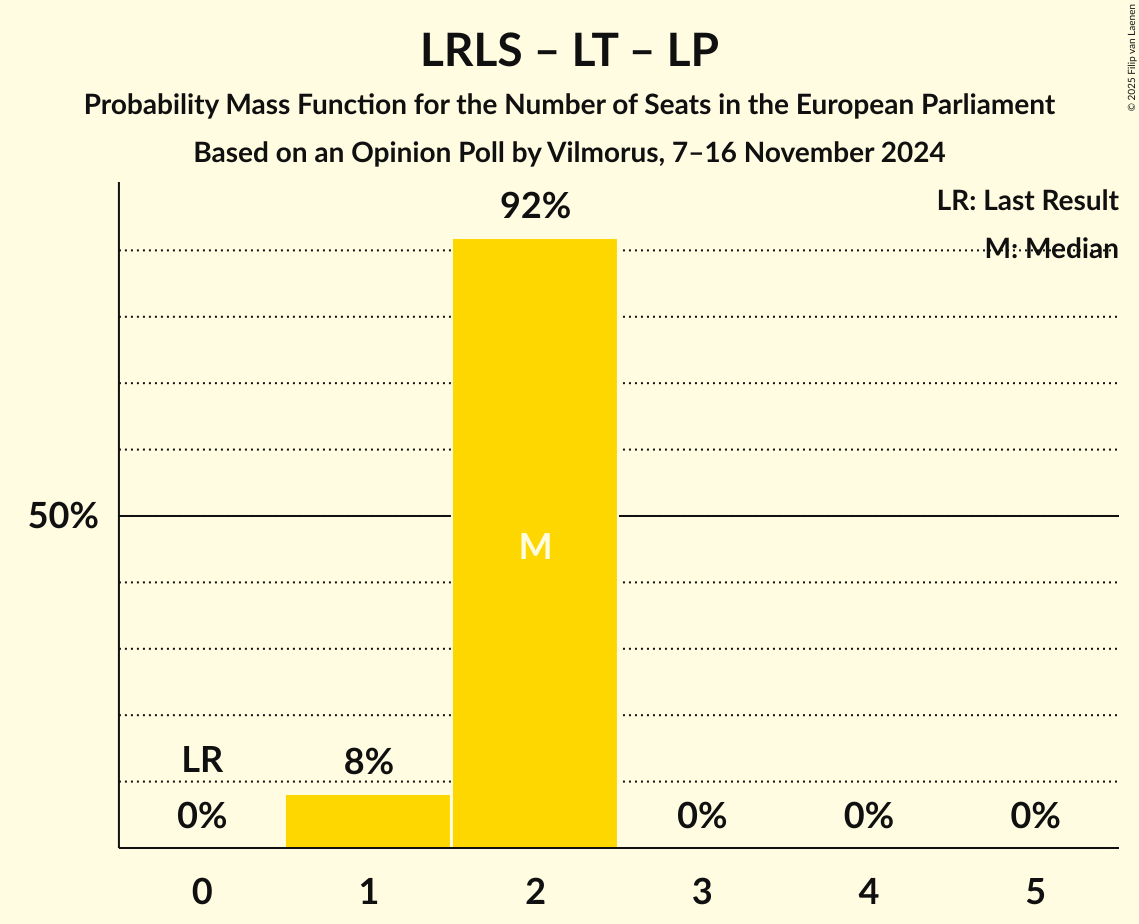 LRLS – LT – LP
Probability Mass Function for the Number of Seats in the European Parliament
Based on an Opinion Poll by Vilmorus, 7–16 November 2024
© 2025 Filip van Laenen
LR: Last Result
M: Median
92%
50%
M
LR
8%
0%
0%
0%
0%
0 1 2 3 4 5